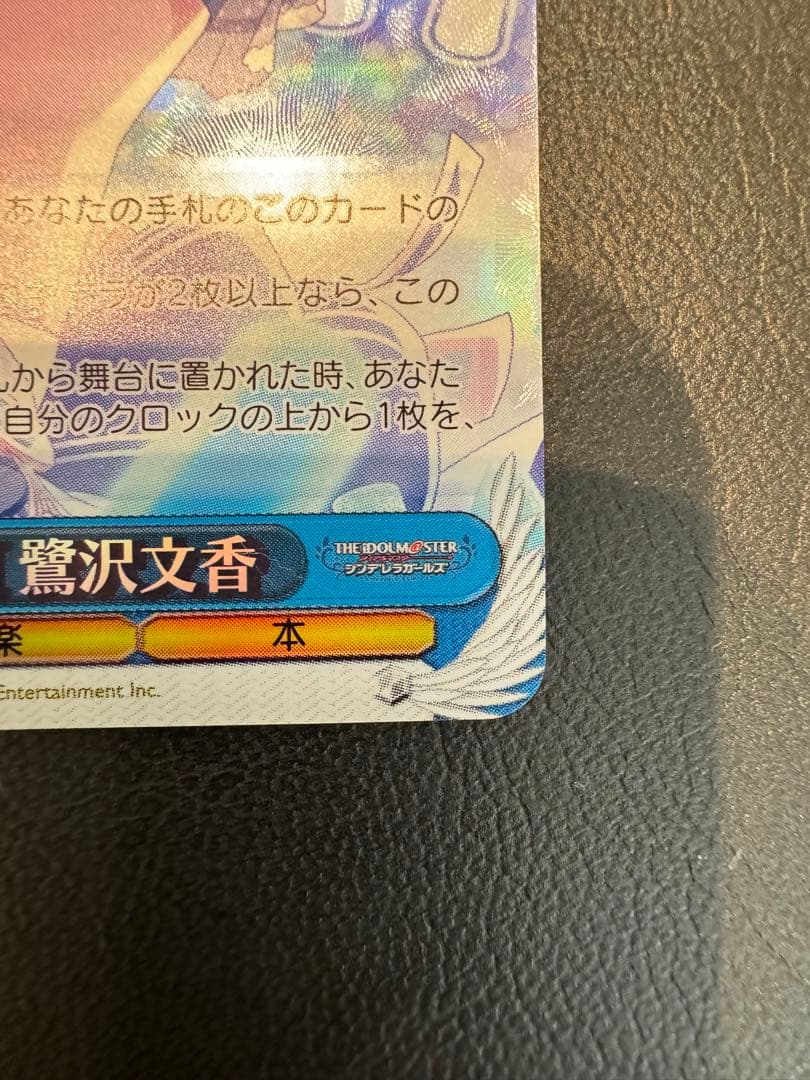 あなたの手札のこのカードの
ラが2枚以上なら、この
から舞台に置かれた時、あなた
自分のクロックの上から1枚を、
鷺沢文香
THE iDOLM@STER
シンデレラガールズ
楽
本
Entertainment Inc.